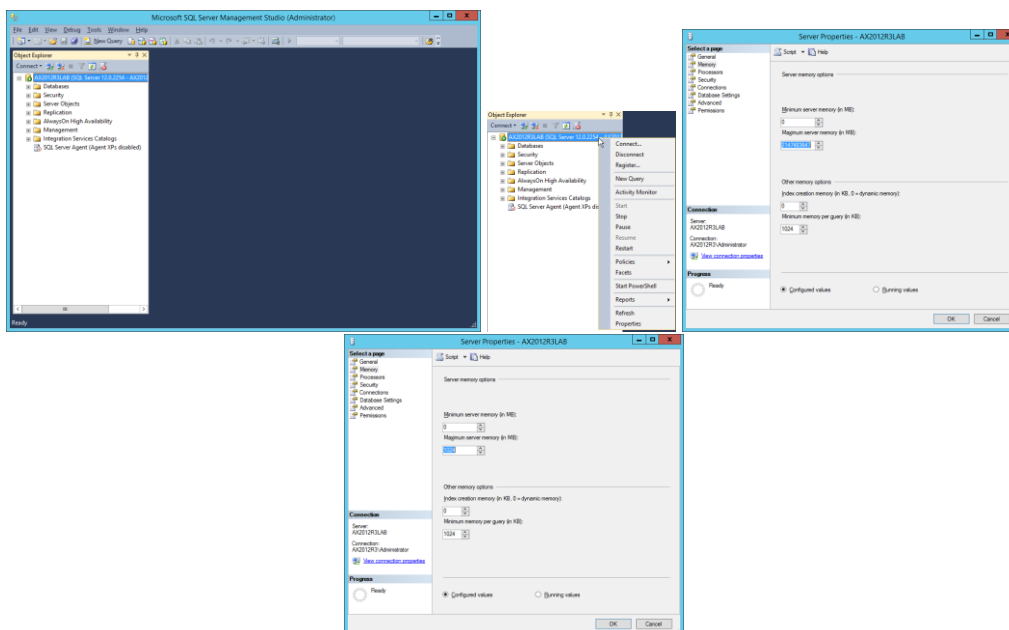 Microsoft SQL Server Management Studio (Administrator)
File Edit View Debug Tools Window Help
New Query
Object Explorer
Connect
AX2012R3LAB (SQL Server 12.0.2254 - AX2012
Databases
Security
Server Objects
Replication
AlwaysOn High Availability
Management
Integration Services Catalogs
SQL Server Agent (Agent XPs disabled)
Ready
Object Explorer
Connect
AX2012R3LAB (SQL Server 12.0.2254 - AX2012
Databases
Security
Server Objects
Replication
AlwaysOn High Availability
Management
Integration Services Catalogs
SQL Server Agent (Agent XPs dis
Connect...
Disconnect
Register...
New Query
Activity Monitor
Start
Stop
Pause
Resume
Restart
Policies
Facets
Start PowerShell
Reports
Refresh
Properties
Server Properties - AX2012R3LAB
Select a page
General
Memory
Processors
Security
Connections
Database Settings
Advanced
Permissions
Script Help
Server memory options
Minimum server memory (in MB):
0
Maximum server memory (in MB):
2147483647
Other memory options
Index creation memory (in KB, 0 = dynamic memory):
0
Minimum memory per query (in KB):
1024
Connection
Server:
AX2012R3LAB
Connection:
AX2012R3\Administrator
View connection properties
Progress
Ready
Configured values Running values
OK Cancel
Server Properties - AX2012R3LAB
Select a page
General
Memory
Processors
Security
Connections
Database Settings
Advanced
Permissions
Script Help
Server memory options
Minimum server memory (in MB):
0
Maximum server memory (in MB):
1024
Other memory options
Index creation memory (in KB, 0 = dynamic memory):
0
Minimum memory per query (in KB):
1024
Connection
Server:
AX2012R3LAB
Connection:
AX2012R3\Administrator
View connection properties
Progress
Ready
Configured values Running values
OK Cancel